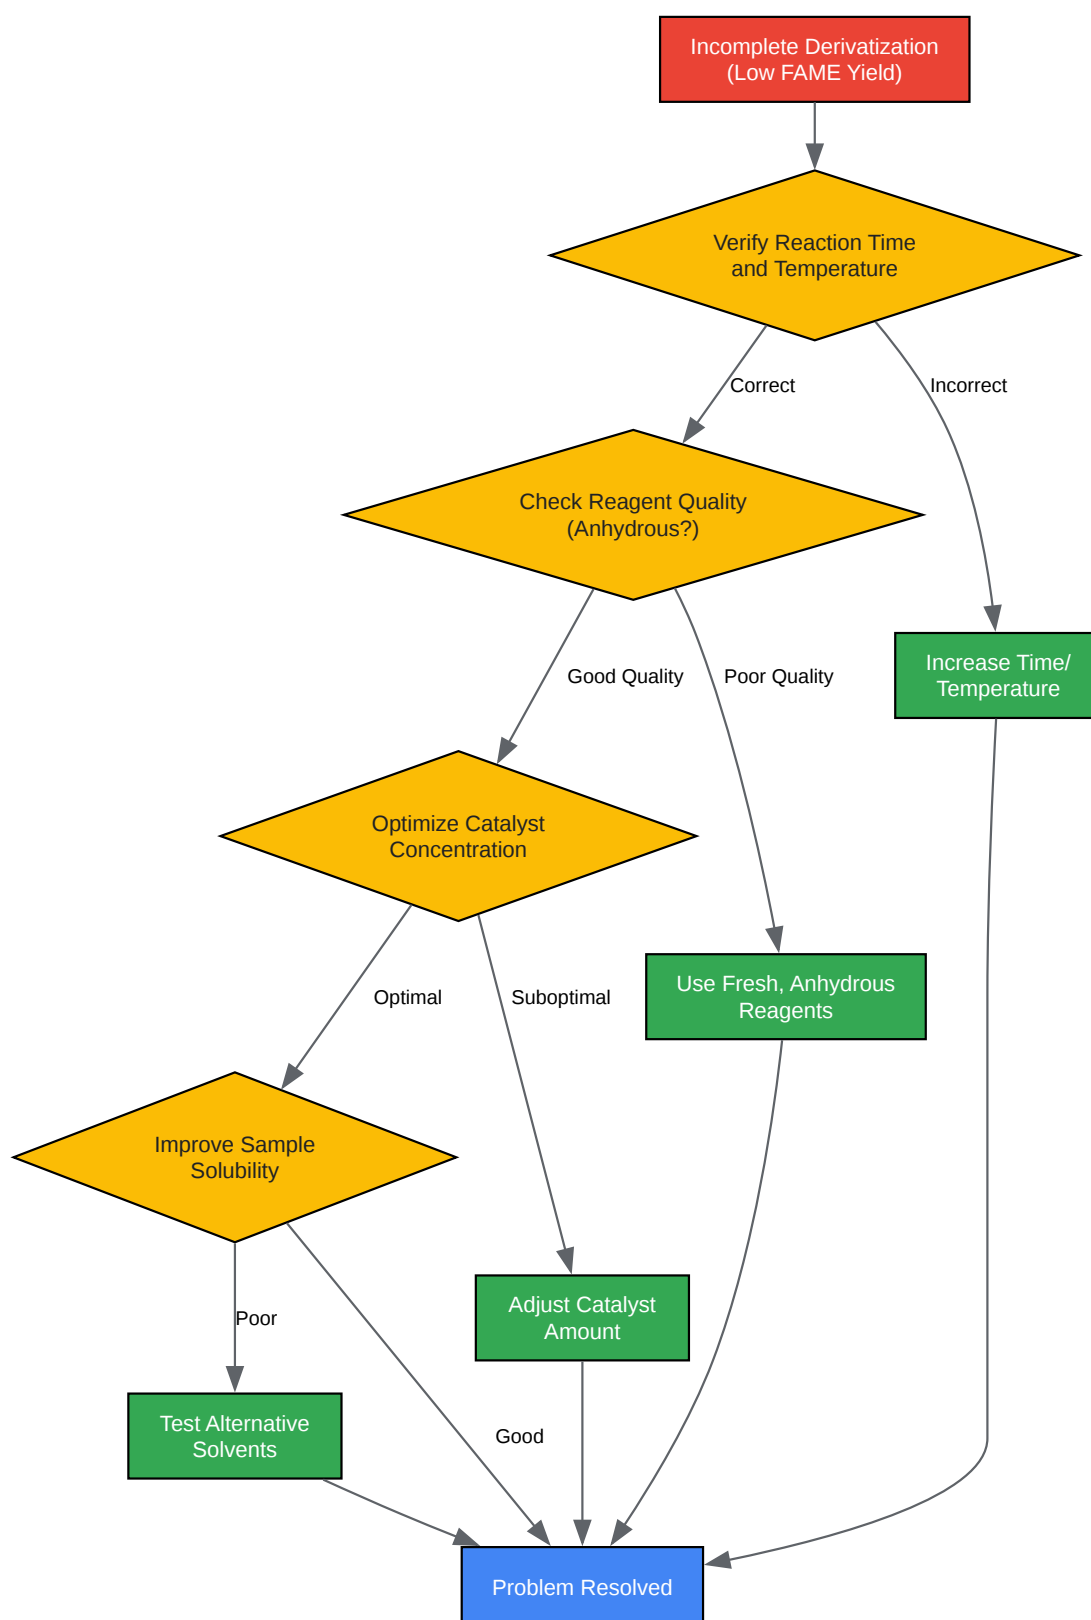 Incomplete Derivatization
(Low FAME Yield)
Verify Reaction Time
and Temperature
Correct
Incorrect
Check Reagent Quality
(Anhydrous?)
Increase Time/
Temperature
Good Quality
Poor Quality
Optimize Catalyst
Concentration
Use Fresh, Anhydrous
Reagents
Optimal
Suboptimal
Improve Sample
Solubility
Adjust Catalyst
Amount
Poor
Test Alternative
Solvents
Good
Problem Resolved